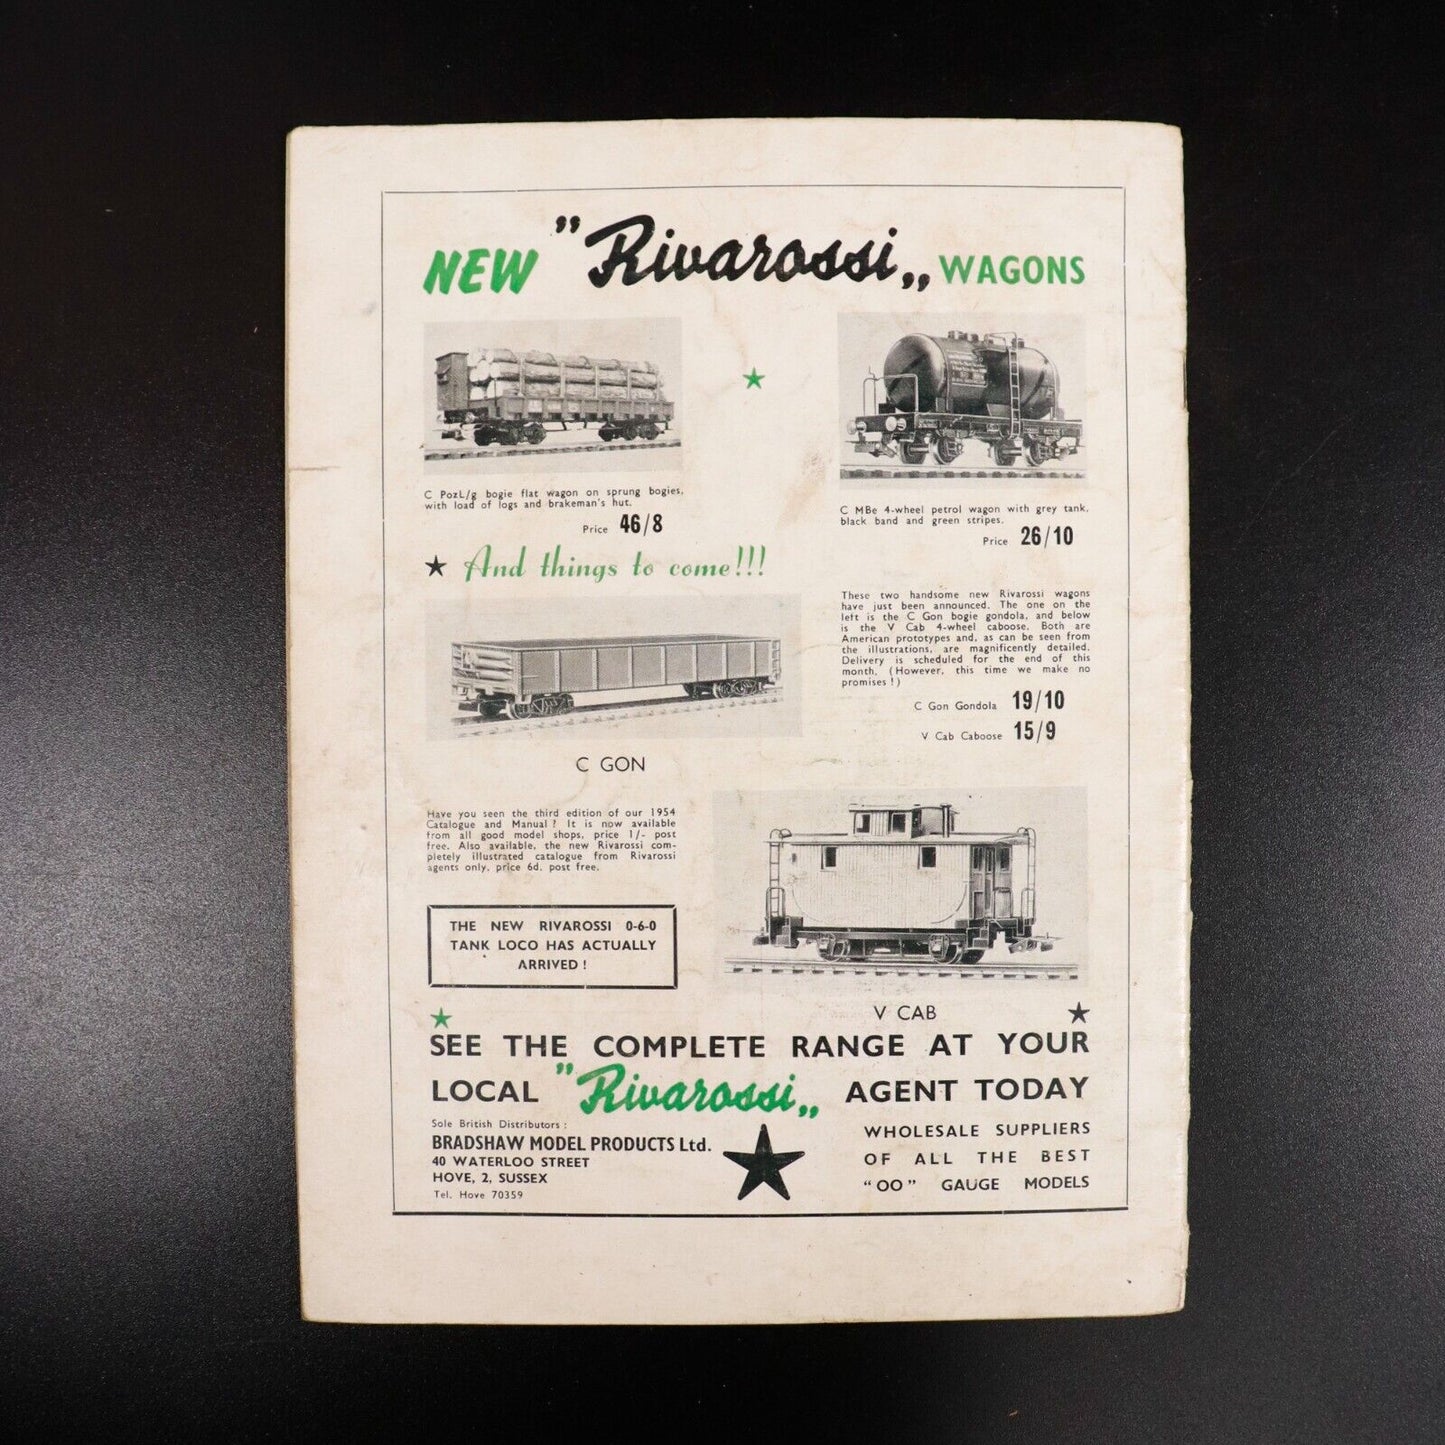 NEW "Rivarossi„ WAGONS
C PozL/g bogie flat wagon on sprung bogies,
with load of logs and brakeman's hut.
Price 46/8
C MBe 4-wheel petrol wagon with grey tank,
black band and green stripes.
Price 26/10
And things to come!!!
These two handsome new Rivarossi wagons
have just been announced. The one on the
left is the C Gon bogie gondola, and below
is the V Cab 4-wheel caboose. Both are
American prototypes and, as can be seen from
the illustrations, are magnificently detailed.
Delivery is scheduled for the end of this
month. (However, this time we make no
promises!)
C Gon Gondola 19/10
V Cab Caboose 15/9
C GON
Have you seen the third edition of our 1954
Catalogue and Manual? It is now available
from all good model shops, price 1/- post
free. Also available, the new Rivarossi com-
pletely illustrated catalogue from Rivarossi
agents only, price 6d. post free.
THE NEW RIVAROSSI 0-6-0
TANK LOCO HAS ACTUALLY
ARRIVED!
V CAB
SEE THE COMPLETE RANGE AT YOUR
LOCAL "Rivarossi„ AGENT TODAY
Sole British Distributors:
BRADSHAW MODEL PRODUCTS Ltd.
40 WATERLOO STREET
HOVE, 2, SUSSEX
Tel. Hove 70359
WHOLESALE SUPPLIERS
OF ALL THE BEST
"OO" GAUGE MODELS